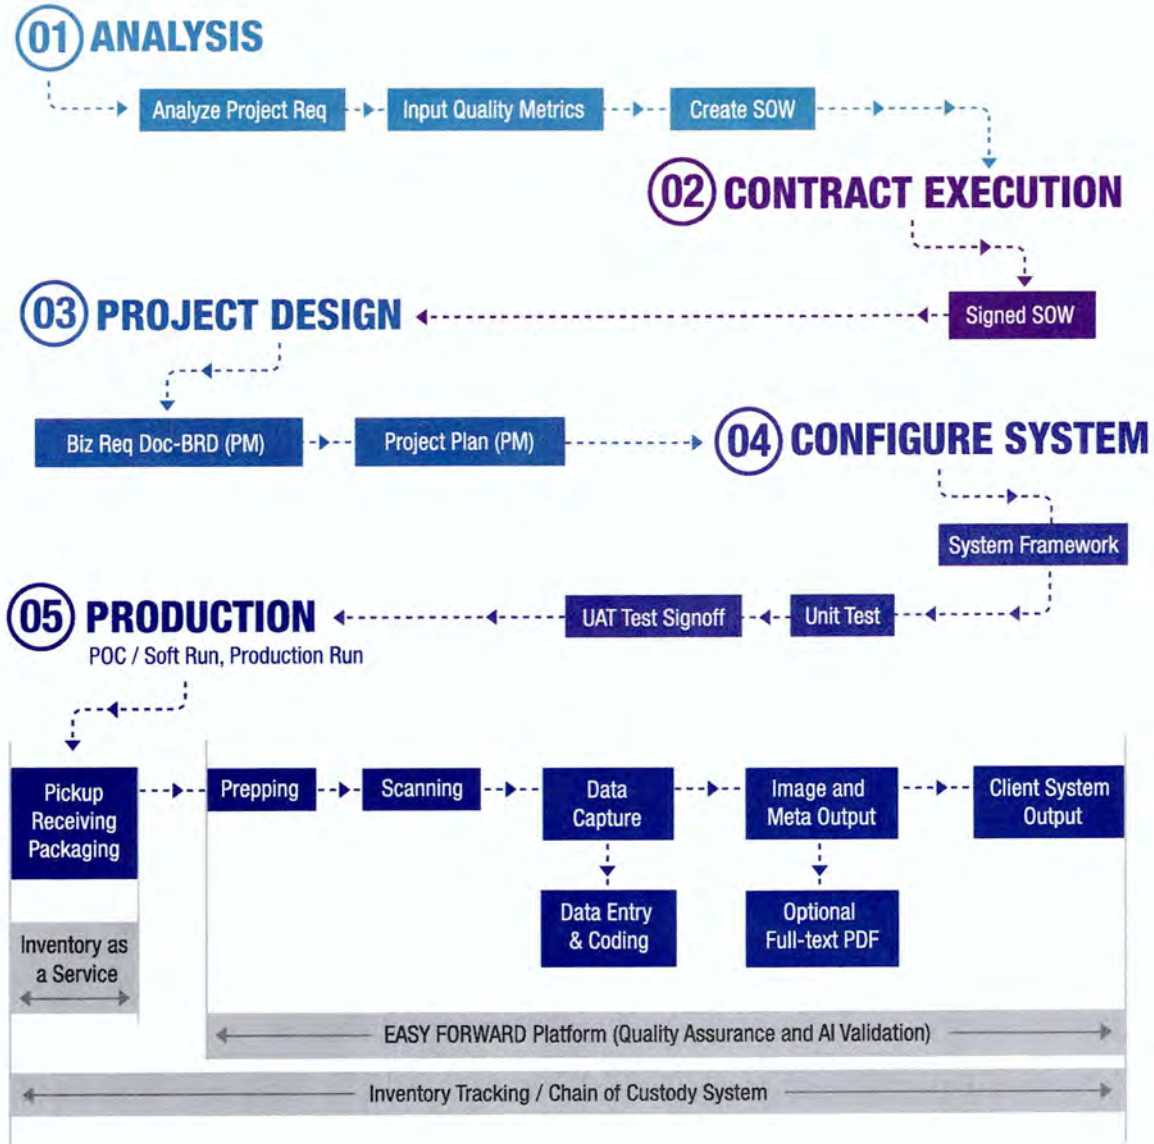 01 ANALYSIS
Analyze Project Req
Input Quality Metrics
Create SOW
02 CONTRACT EXECUTION
Signed SOW
03 PROJECT DESIGN
Biz Req Doc-BRD (PM)
Project Plan (PM)
04 CONFIGURE SYSTEM
System Framework
Unit Test
UAT Test Signoff
05 PRODUCTION
POC / Soft Run, Production Run
Pickup
Receiving
Packaging
Prepping
Scanning
Data
Capture
Image and
Meta Output
Client System
Output
Data Entry
& Coding
Optional
Full-text PDF
Inventory as
a Service
EASY FORWARD Platform (Quality Assurance and AI Validation)
Inventory Tracking / Chain of Custody System